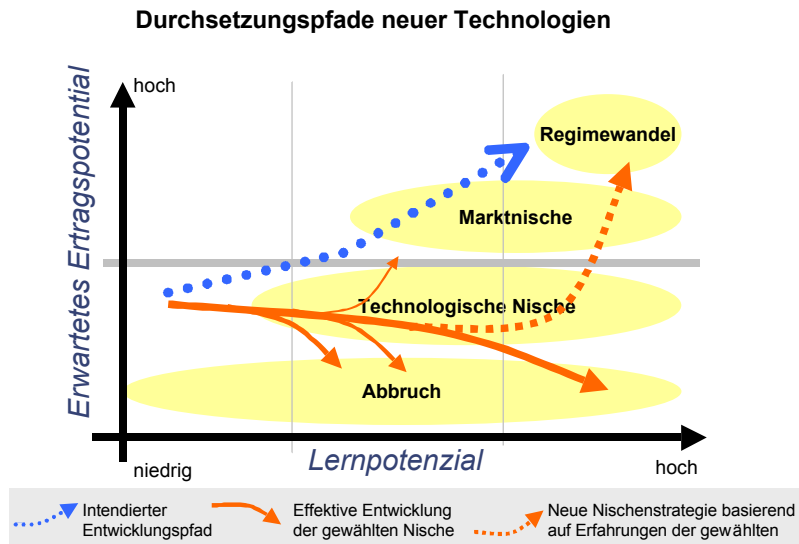 Durchsetzungspfade neuer Technologien
hoch
Erwartetes Ertragspotential
Regimewandel
Marktnische
Technologische Nische
Abbruch
niedrig
Lernpotenzial
hoch
Intendierter
Entwicklungspfad
Effektive Entwicklung
der gewählten Nische
Neue Nischenstrategie basierend
auf Erfahrungen der gewählten